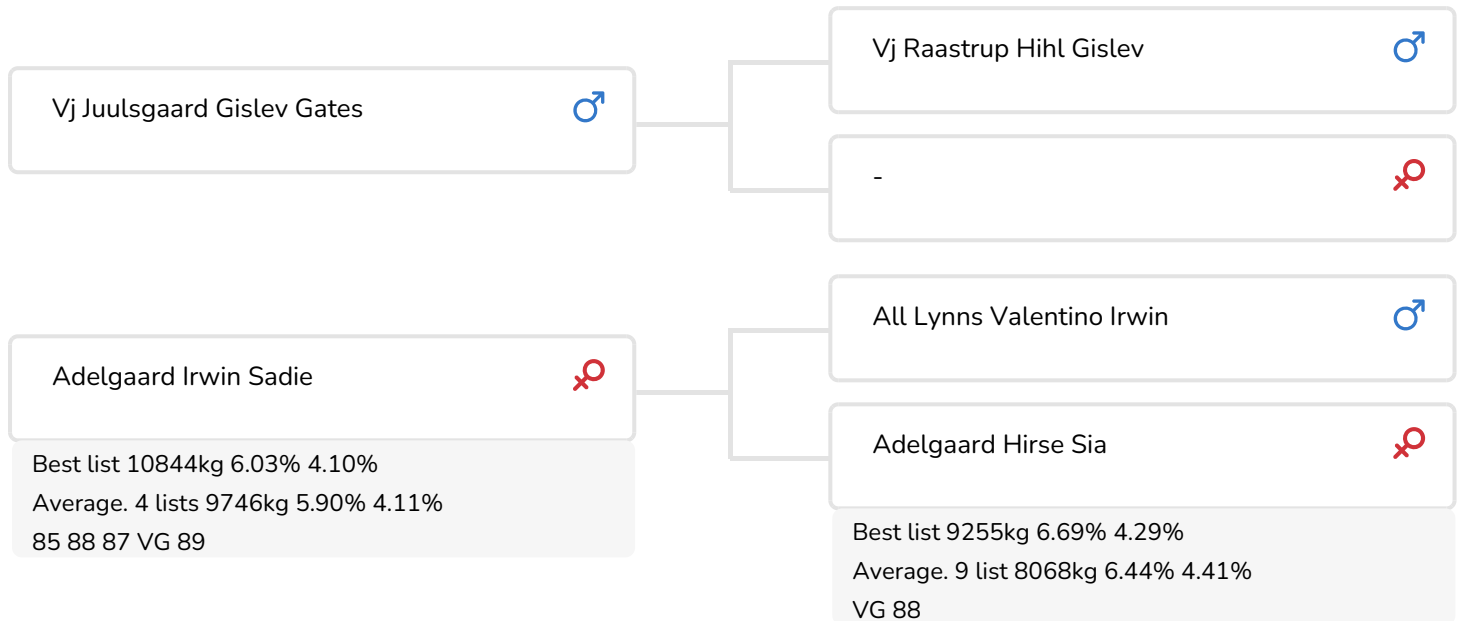 Vj Juulsgaard Gislev Gates
Vj Raastrup Hihl Gislev
-
Adelgaard Irwin Sadie
Best list 10844kg 6.03% 4.10%
Average. 4 lists 9746kg 5.90% 4.11%
85 88 87 VG 89
All Lynns Valentino Irwin
Adelgaard Hirse Sia
Best list 9255kg 6.69% 4.29%
Average. 9 list 8068kg 6.44% 4.41%
VG 88